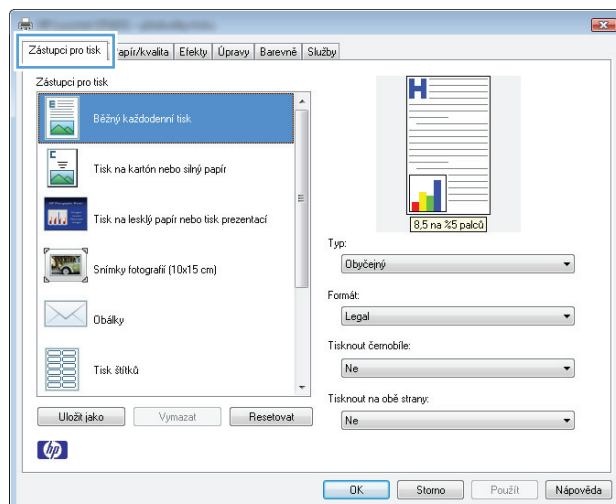 Zástupci pro tisk
Papír/kvalita
Efekty
Úpravy
Barevně
Služby
Zástupci pro tisk
Běžný každodenní tisk
Tisk na kartón nebo silný papír
Tisk na lesklý papír nebo tisk prezentací
Snímky fotografií (10x15 cm)
Obálky
Tisk štítků
Uložit jako
Vymazat
Resetovat
hp
H
8,5 na %5 palců
Typ:
Obyčejný
Formát:
Legal
Tisknout černobíle:
Ne
Tisknout na obě strany:
Ne
OK
Storno
Použít
Nápověda